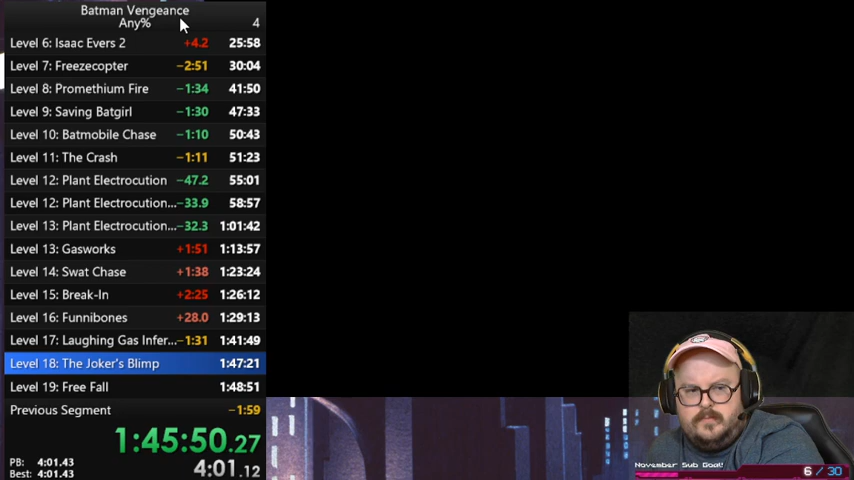 Batman Vengeance
Any% 4
Level 6: Isaac Evers 2 +4.2 25:58
Level 7: Freezecopter −2:51 30:04
Level 8: Promethium Fire −1:34 41:50
Level 9: Saving Batgirl −1:30 47:33
Level 10: Batmobile Chase −1:10 50:43
Level 11: The Crash −1:11 51:23
Level 12: Plant Electrocution −47.2 55:01
Level 12: Plant Electrocution... −33.9 58:57
Level 13: Plant Electrocution... −32.3 1:01:42
Level 13: Gasworks +1:51 1:13:57
Level 14: Swat Chase +1:38 1:23:24
Level 15: Break-In +2:25 1:26:12
Level 16: Funnibones +28.0 1:29:13
Level 17: Laughing Gas Infer... −1:31 1:41:49
Level 18: The Joker's Blimp 1:47:21
Level 19: Free Fall 1:48:51
Previous Segment −1:59
1:45:50.27
PB: 4:01.43
Best: 4:01.43
4:01.12
November Sub Goal!
6 / 30